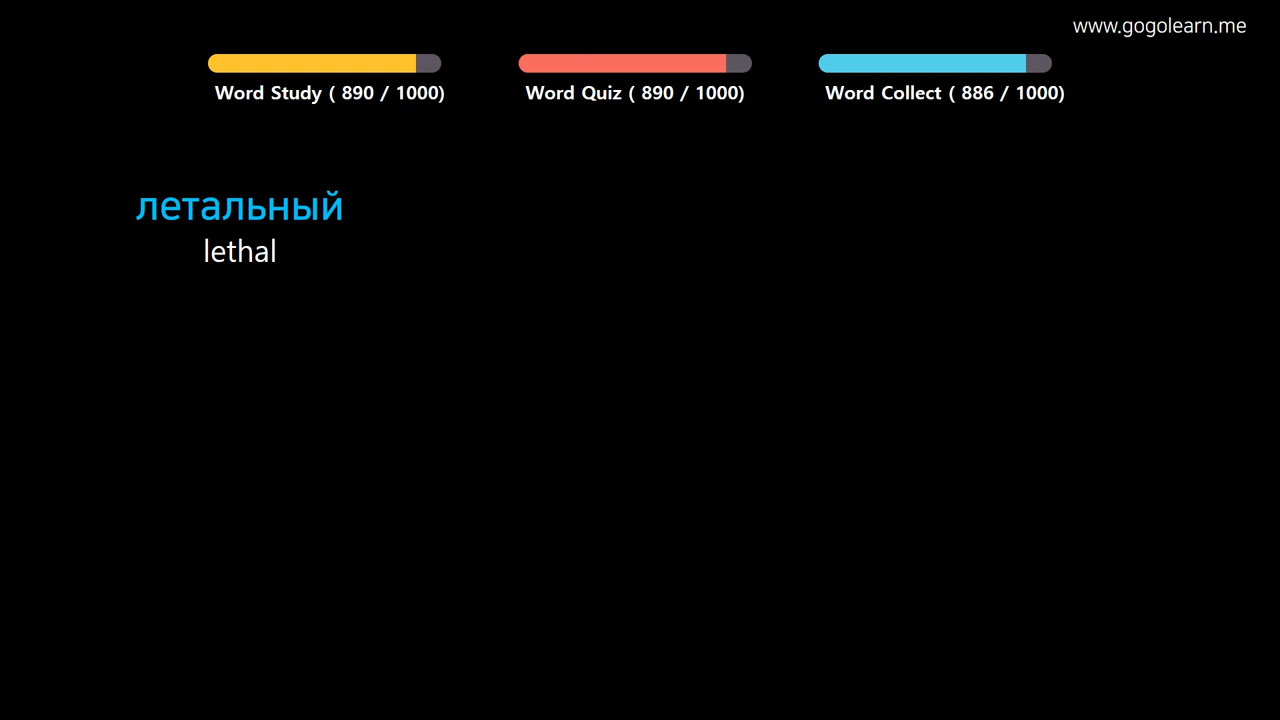 www.gogolearn.me
Word Study ( 890 / 1000)
Word Quiz ( 890 / 1000)
Word Collect ( 886 / 1000)
летальный
lethal